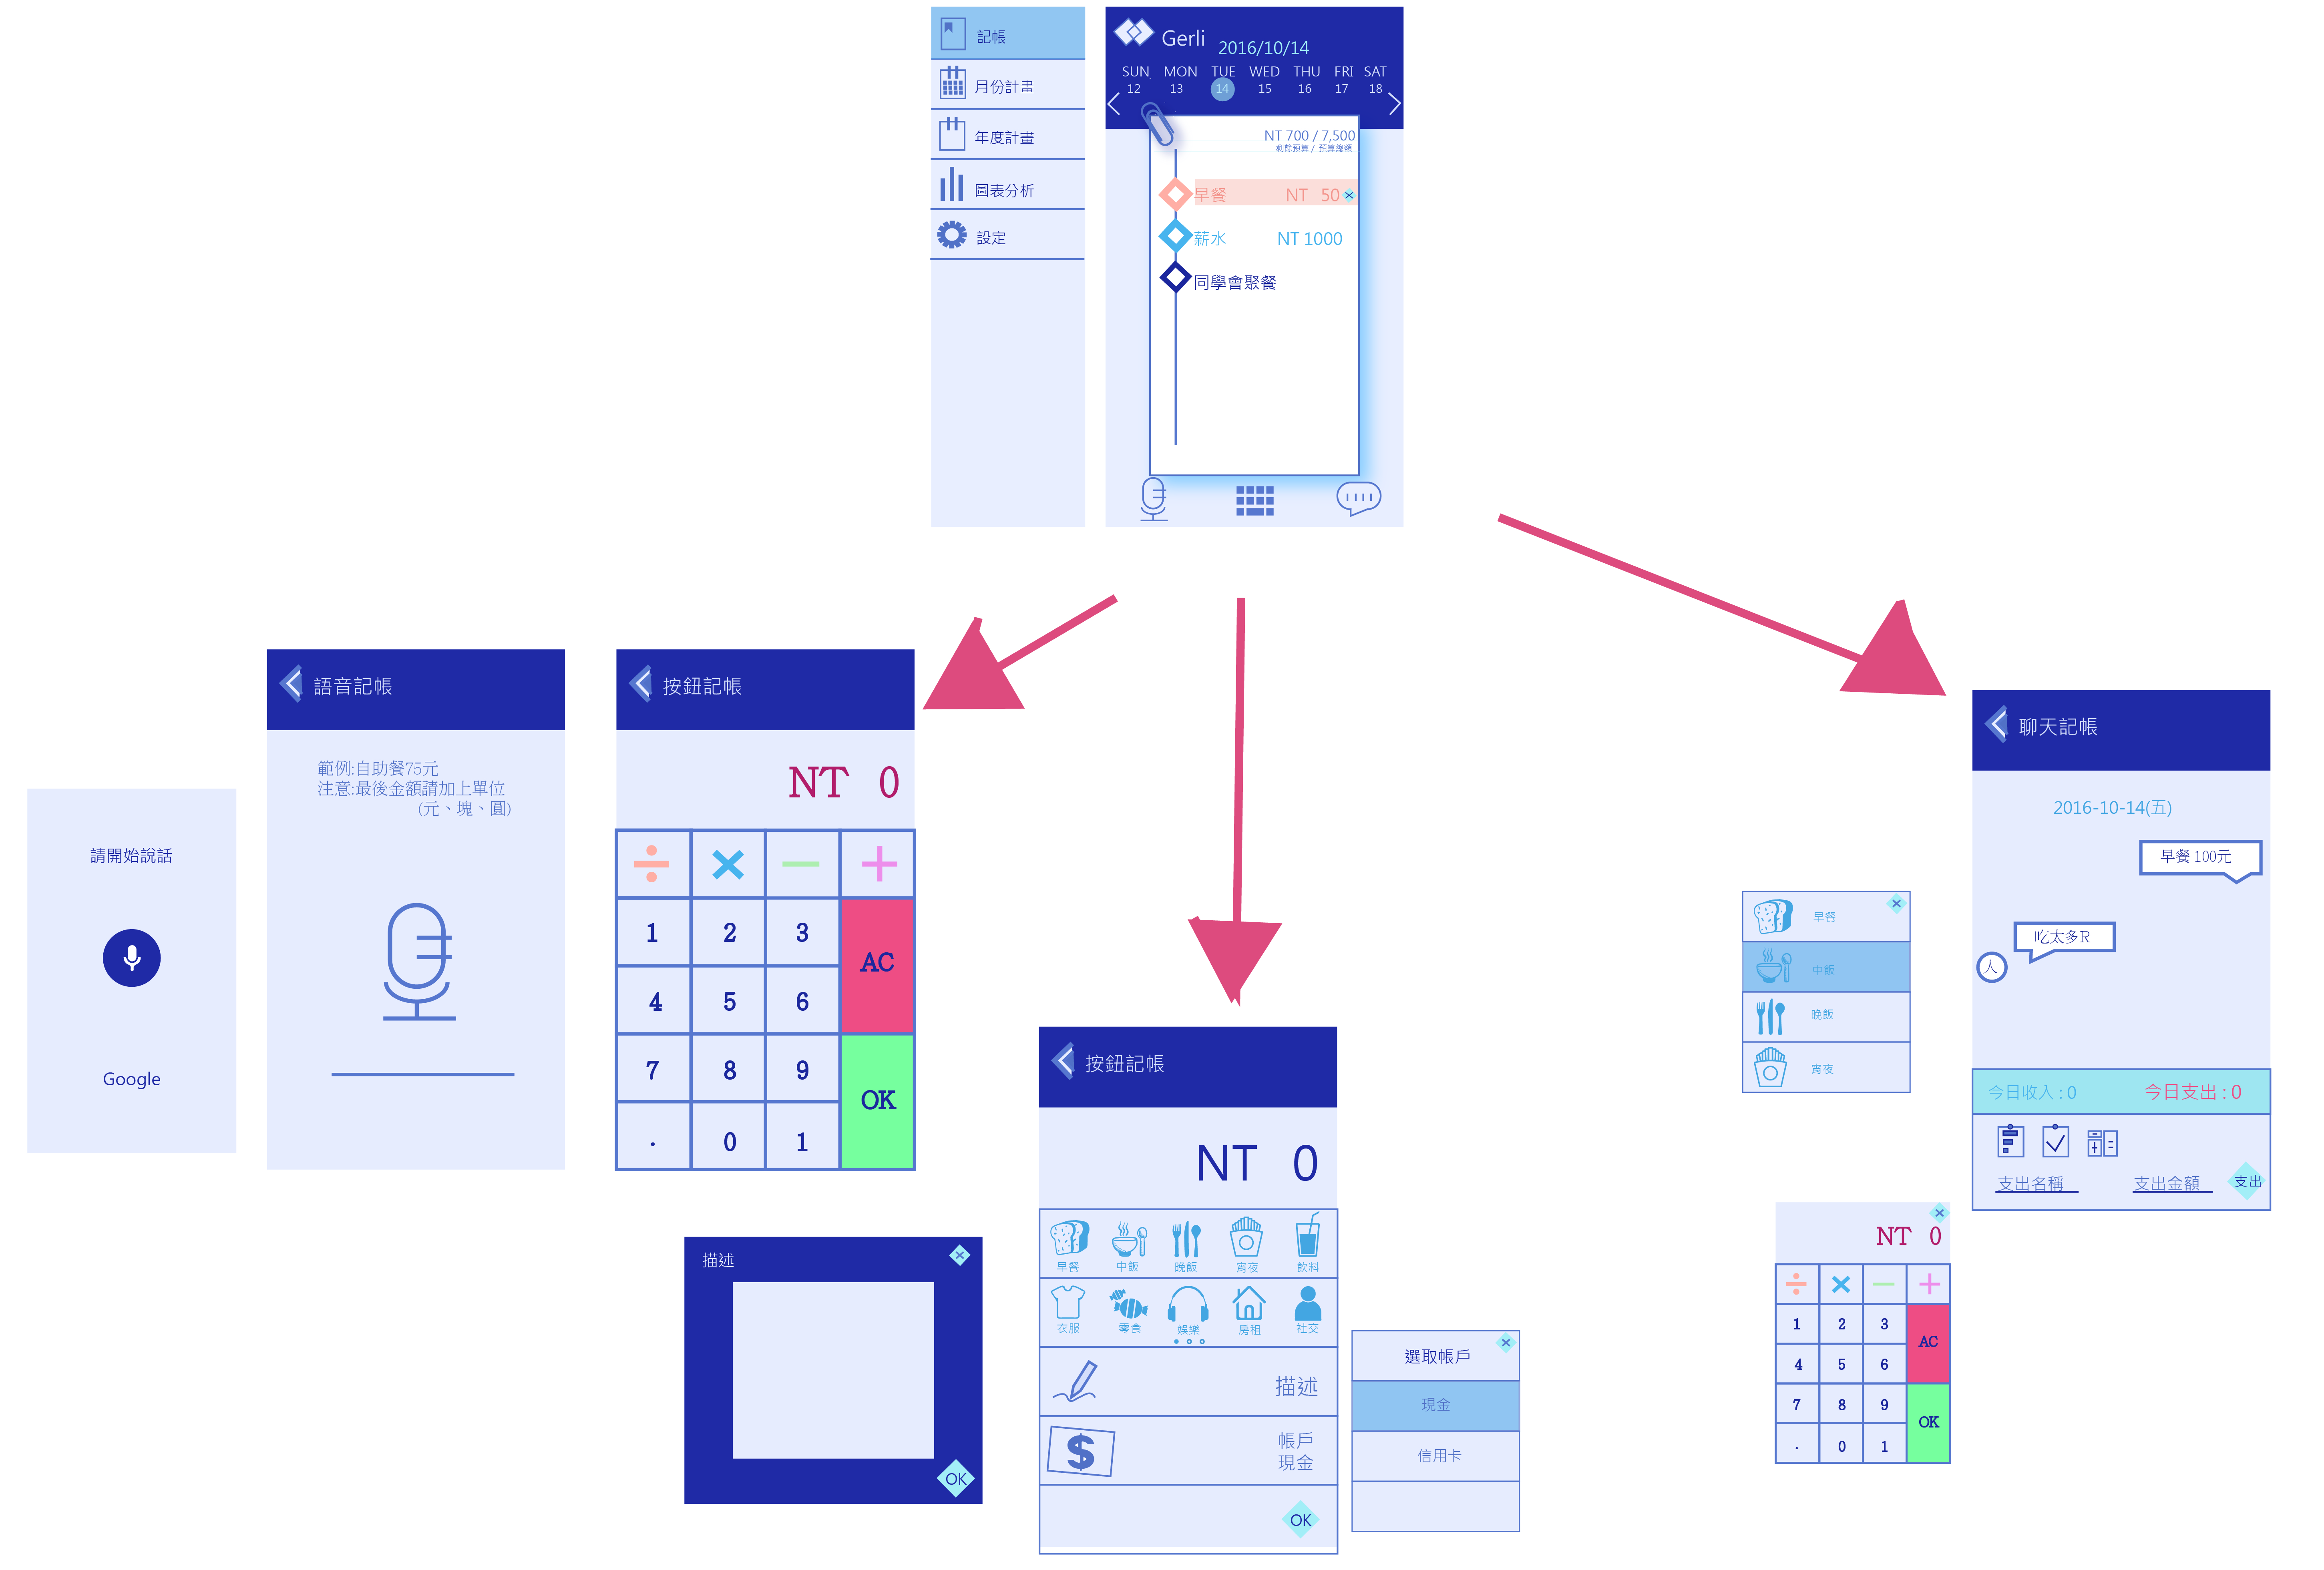 記帳
月份計畫
年度計畫
圖表分析
設定
Gerli
2016/10/14
SUN MON TUE WED THU FRI SAT
12 13 14 15 16 17 18
NT 700 / 7,500
剩餘預算 / 預算總額
早餐 NT 50
薪水 NT 1000
同學會聚餐
請開始說話
Google
語音記帳
範例:自助餐75元
注意:最後金額請加上單位
(元、塊、圓)
按鈕記帳
NT 0
÷ × − +
1 2 3
AC
4 5 6
7 8 9
OK
. 0 1
描述
OK
按鈕記帳
NT 0
早餐 中飯 晚飯 宵夜 飲料
衣服 零食 娛樂 房租 社交
描述
帳戶
現金
OK
選取帳戶
現金
信用卡
早餐
中飯
晚飯
宵夜
NT 0
÷ × − +
1 2 3
AC
4 5 6
7 8 9
OK
. 0 1
聊天記帳
2016-10-14(五)
早餐 100元
吃太多R
人
今日收入 : 0 今日支出 : 0
支出名稱 支出金額 支出